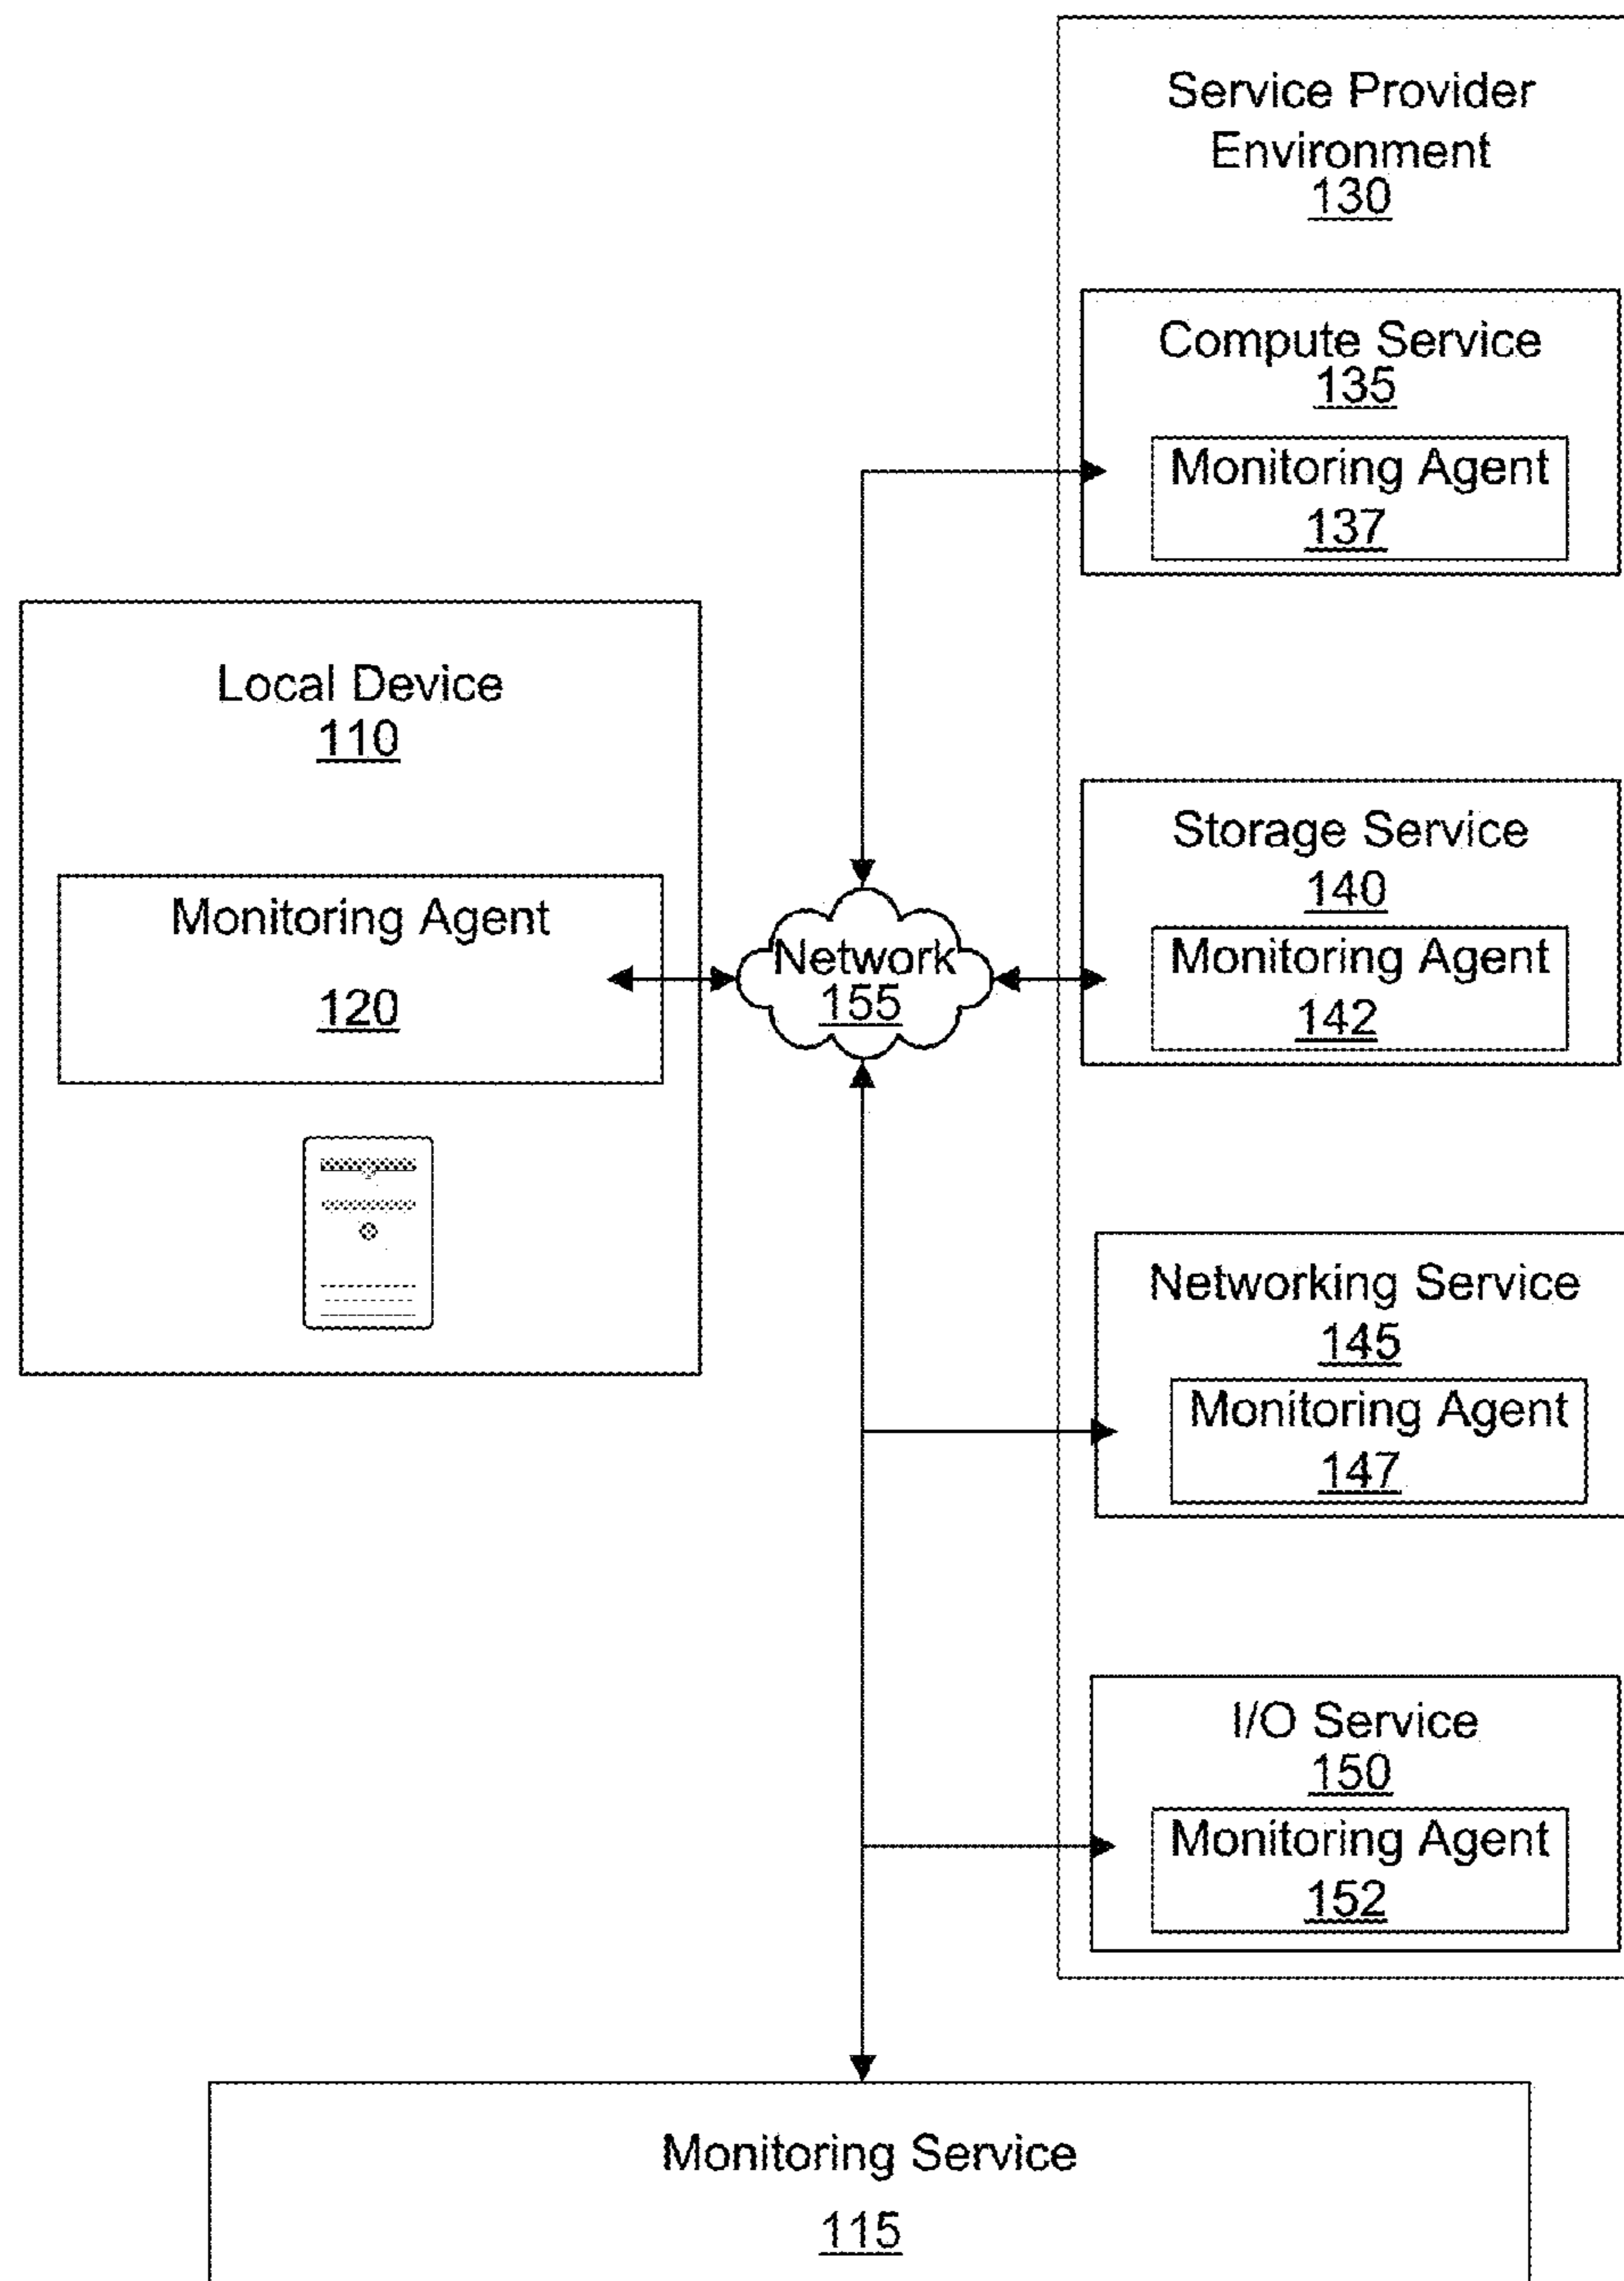 Service Provider
Environment
130
Compute Service
135
Monitoring Agent
137
Local Device
110
Monitoring Agent
120
Network
155
Storage Service
140
Monitoring Agent
142
Networking Service
145
Monitoring Agent
147
I/O Service
150
Monitoring Agent
152
Monitoring Service
115